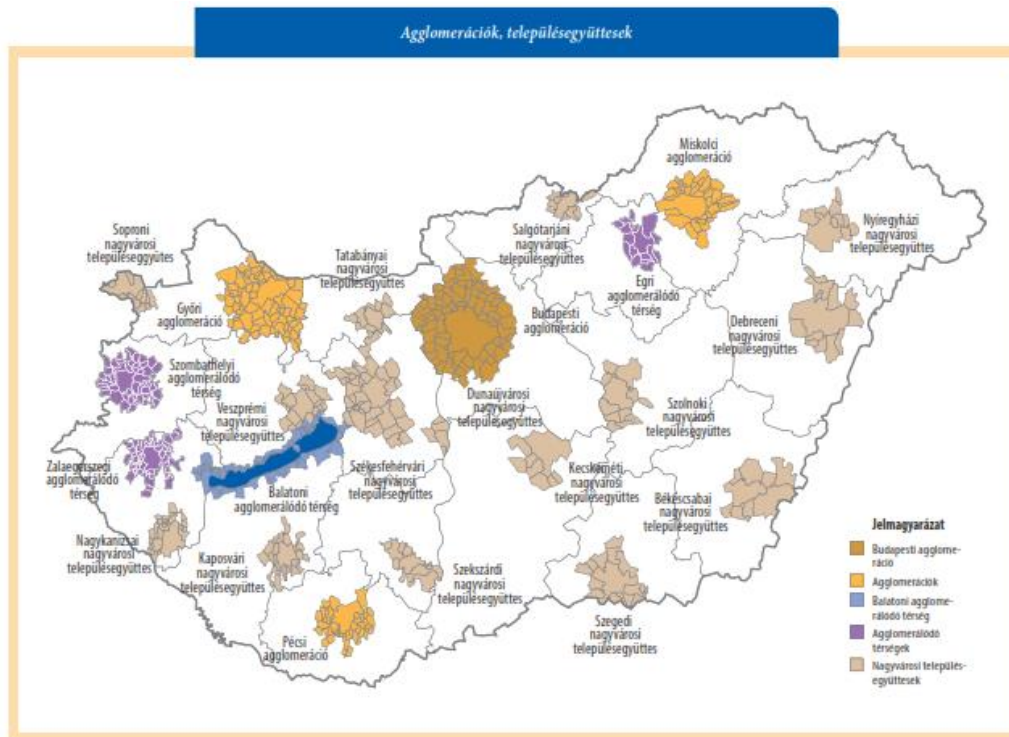 Agglomerációk, településegyüttesek
Miskolci
agglomeráció
Soproni
nagyvárosi
településeggyütes
Tatabányai
nagyvárosi
településegyüttes
Salgótarjáni
nagyvárosi
településegyüttes
Nyíregyházi
nagyvárosi
településegyüttes
Egri
agglomerálódó
térség
Győri
agglomeráció
Budapesti
agglomeráció
Debreceni
nagyvárosi
településegyüttes
Szombathelyi
agglomerálódó
térség
Veszprémi
nagyvárosi
településegyüttes
Dunaújvárosi
nagyvárosi
településegyüttes
Szolnoki
nagyvárosi
településegyüttes
Zalaegerszegi
agglomerálódó
térség
Balatoni
agglomerálódó térség
Székesfehérvári
nagyvárosi
településegyüttes
Kecskeméti
nagyvárosi
településegyüttes
Békéscsabai
nagyvárosi
településegyüttes
Nagykanizsai
nagyvárosi
településegyüttes
Kaposvári
nagyvárosi
településegyüttes
Szekszárdi
nagyvárosi
településegyüttes
Szegedi
nagyvárosi
településegyüttes
Pécsi
agglomeráció
Jelmagyarázat
Budapesti agglome-
ráció
Agglomerációk
Balatoni agglome-
rálódó térség
Agglomerálódó
térségek
Nagyvárosi település-
együttesek